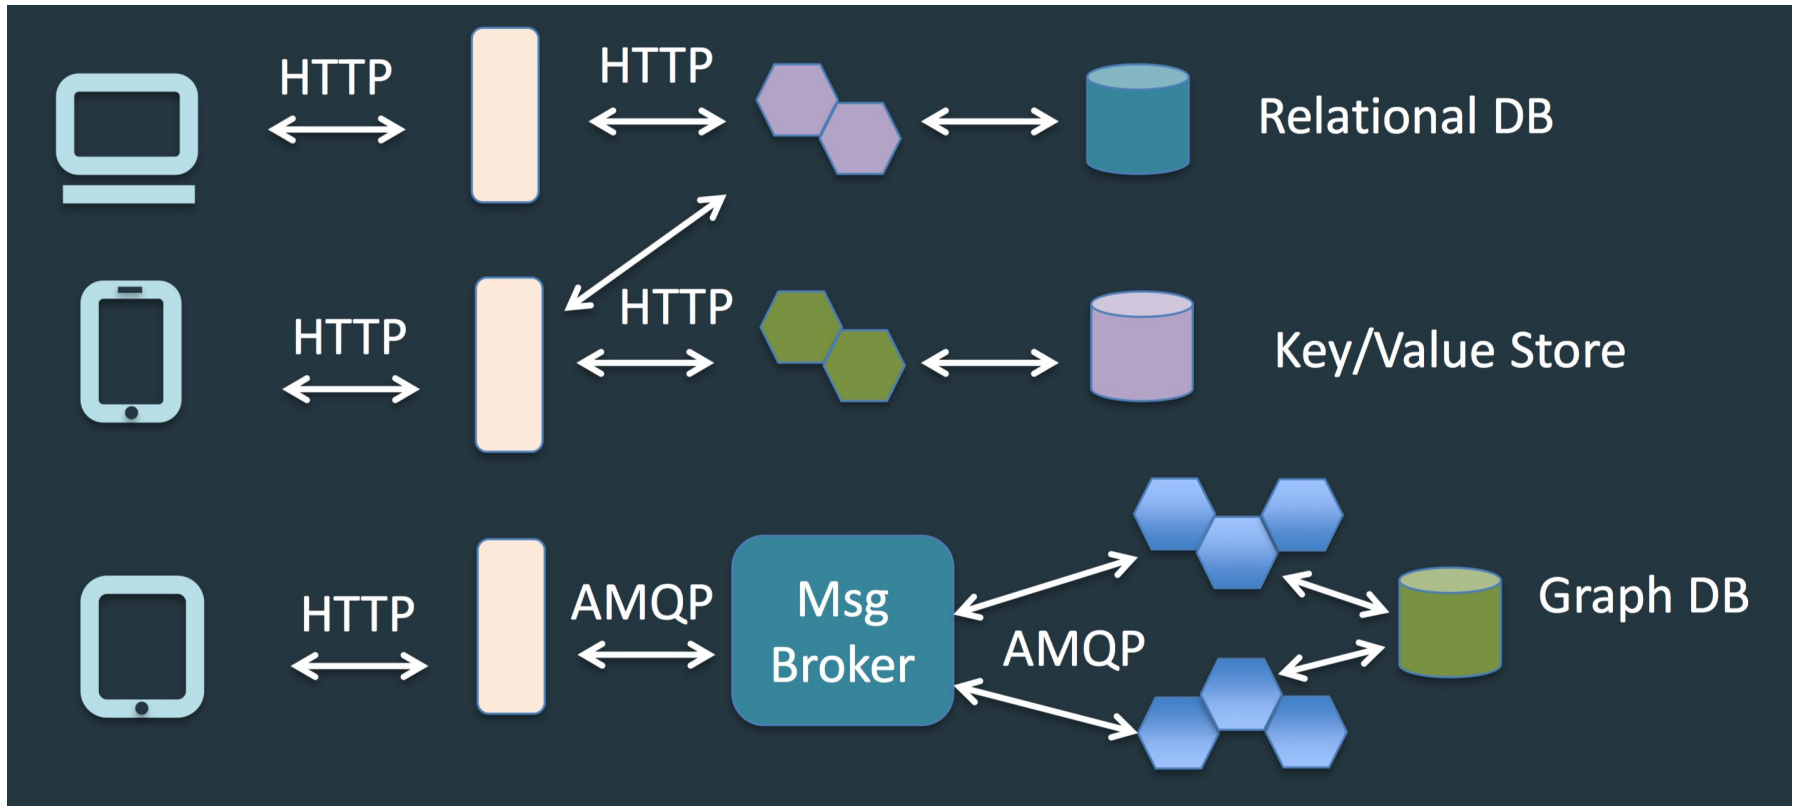 HTTP
HTTP
Relational DB
HTTP
HTTP
Key/Value Store
HTTP
AMQP
Msg
Broker
AMQP
Graph DB